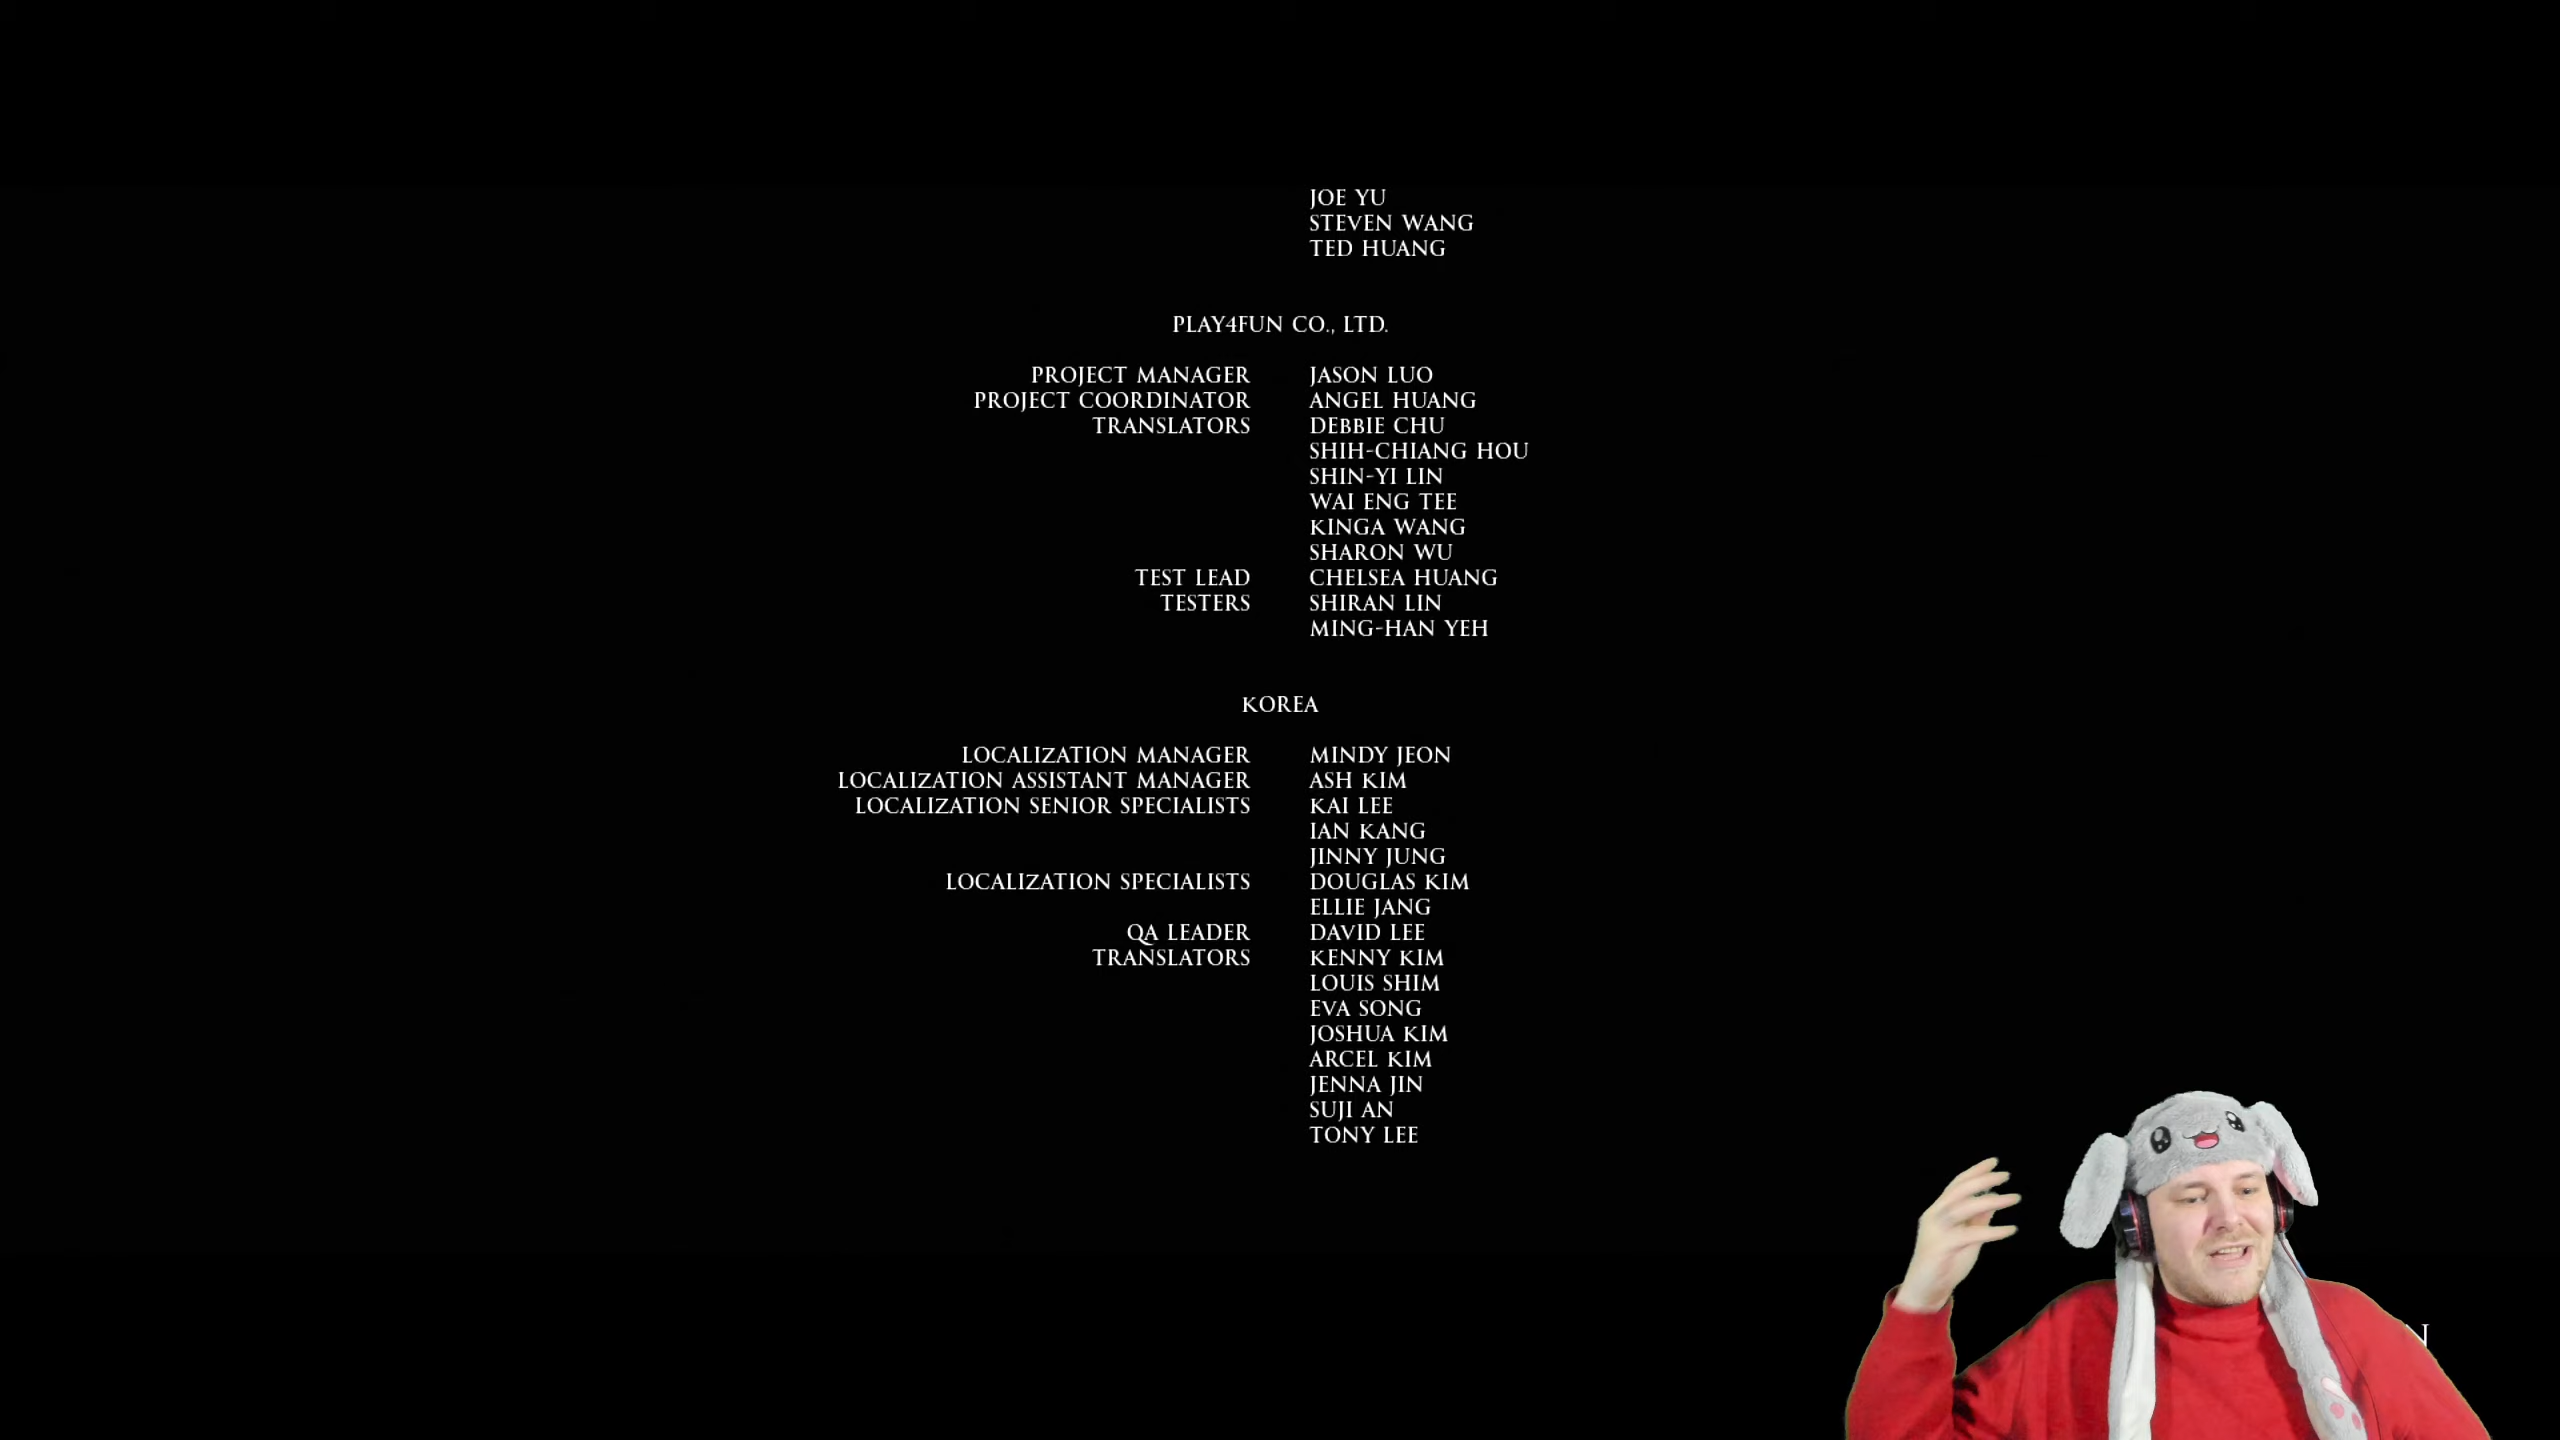 JOE YU
STEVEN WANG
TED HUANG
PLAY4FUN CO., LTD.
PROJECT MANAGER JASON LUO
PROJECT COORDINATOR ANGEL HUANG
TRANSLATORS DEBBIE CHU
SHIH-CHIANG HOU
SHIN-YI LIN
WAI ENG TEE
KINGA WANG
SHARON WU
TEST LEAD CHELSEA HUANG
TESTERS SHIRAN LIN
MING-HAN YEH
KOREA
LOCALIZATION MANAGER MINDY JEON
LOCALIZATION ASSISTANT MANAGER ASH KIM
LOCALIZATION SENIOR SPECIALISTS KAI LEE
IAN KANG
JINNY JUNG
LOCALIZATION SPECIALISTS DOUGLAS KIM
ELLIE JANG
QA LEADER DAVID LEE
TRANSLATORS KENNY KIM
LOUIS SHIM
EVA SONG
JOSHUA KIM
ARCEL KIM
JENNA JIN
SUJI AN
TONY LEE